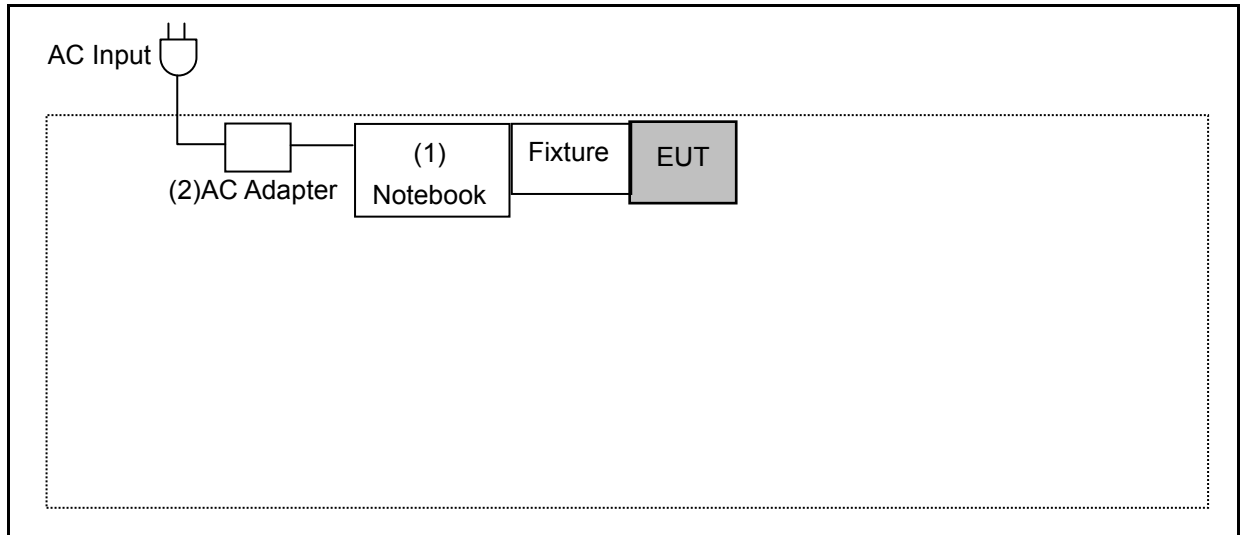 AC Input
(1)
Notebook
Fixture
EUT
(2)AC Adapter